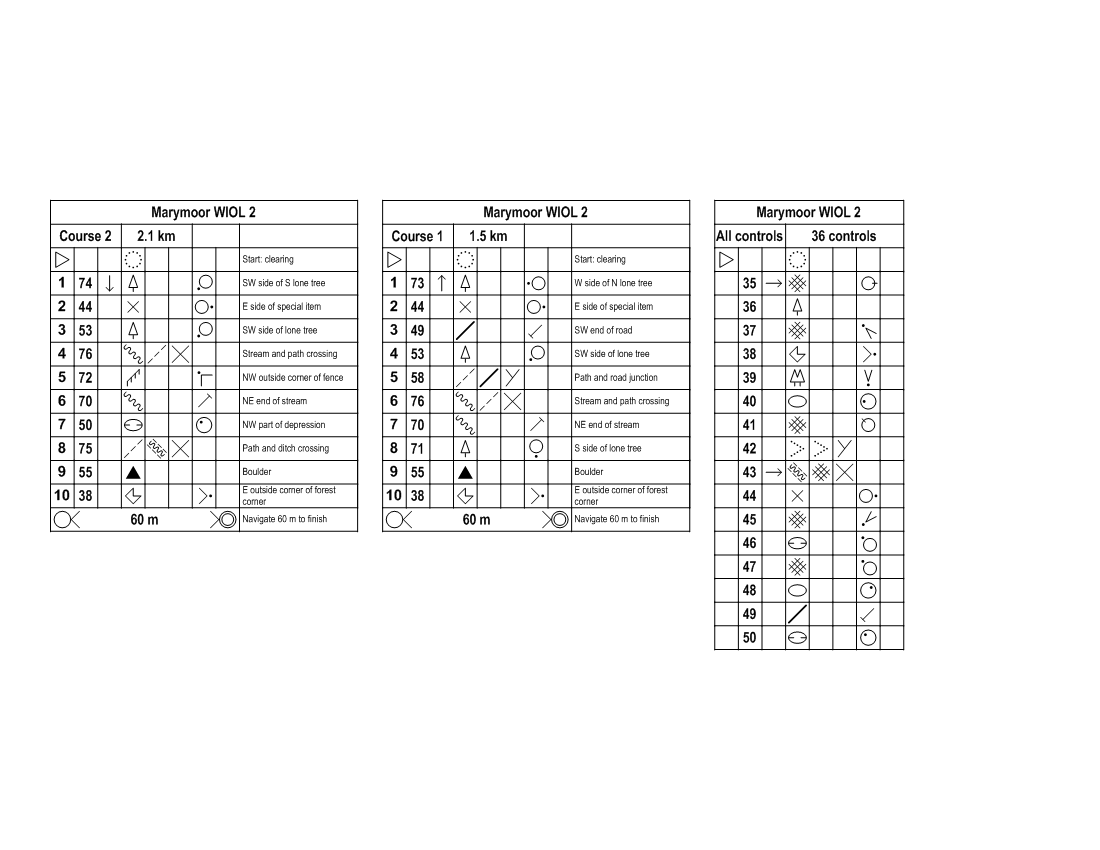 Marymoor WIOL 2
Course 2 2.1 km
Start: clearing
1 74 SW side of S lone tree
2 44 E side of special item
3 53 SW side of lone tree
4 76 Stream and path crossing
5 72 NW outside corner of fence
6 70 NE end of stream
7 50 NW part of depression
8 75 Path and ditch crossing
9 55 Boulder
10 38 E outside corner of forest
corner
60 m Navigate 60 m to finish
Marymoor WIOL 2
Course 1 1.5 km
Start: clearing
1 73 W side of N lone tree
2 44 E side of special item
3 49 SW end of road
4 53 SW side of lone tree
5 58 Path and road junction
6 76 Stream and path crossing
7 70 NE end of stream
8 71 S side of lone tree
9 55 Boulder
10 38 E outside corner of forest
corner
60 m Navigate 60 m to finish
Marymoor WIOL 2
All controls 36 controls
35
36
37
38
39
40
41
42
43
44
45
46
47
48
49
50